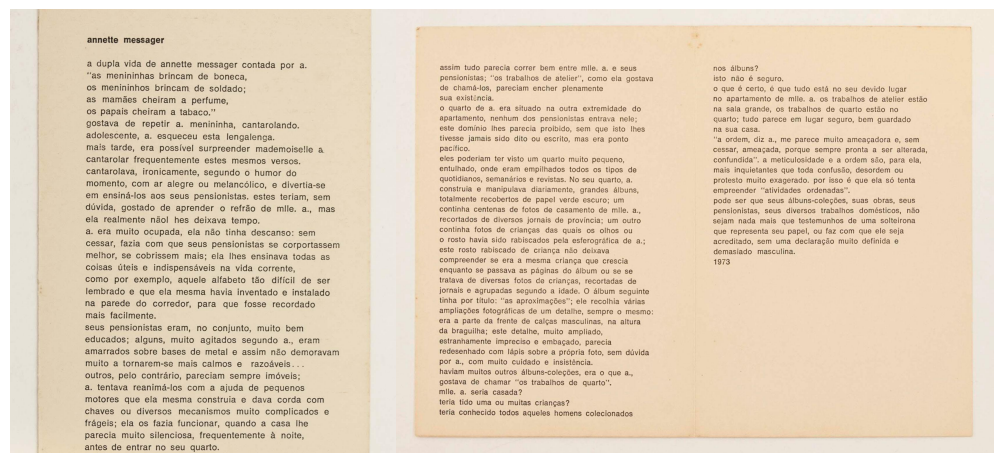 annette messager
a dupla vida de annette messager contada por a.
"as menininhas brincam de boneca,
os menininhos brincam de soldado;
as mamães cheiram a perfume,
os papais cheiram a tabaco."
gostava de repetir a. menininha, cantarolando.
adolescente, a. esqueceu esta lengalenga.
mais tarde, era possível surpreender mademoiselle a.
cantarolar frequentemente estes mesmos versos.
cantarolava, ironicamente, segundo o humor do
momento, com ar alegre ou melancólico, e divertia-se
em ensiná-los aos seus pensionistas. estes teriam, sem
dúvida, gostado de aprender o refrão de mlle. a., mas
ela realmente nãol hes deixava tempo.
a. era muito ocupada, ela não tinha descanso: sem
cessar, fazia com que seus pensionistas se corportassem
melhor, se cobrissem mais; ela lhes ensinava todas as
coisas úteis e indispensáveis na vida corrente,
como por exemplo, aquele alfabeto tão difícil de ser
lembrado e que ela mesma havia inventado e instalado
na parede do corredor, para que fosse recordado
mais facilmente.
seus pensionistas eram, no conjunto, muito bem
educados; alguns, muito agitados segundo a., eram
amarrados sobre bases de metal e assim não demoravam
muito a tornarem-se mais calmos e razoáveis...
outros, pelo contrário, pareciam sempre imóveis;
a. tentava reanimá-los com a ajuda de pequenos
motores que ela mesma construia e dava corda com
chaves ou diversos mecanismos muito complicados e
frágeis; ela os fazia funcionar, quando a casa lhe
parecia muito silenciosa, frequentemente à noite,
antes de entrar no seu quarto.
assim tudo parecia correr bem entre mlle. a. e seus
pensionistas; "os trabalhos de atelier", como ela gostava
de chamá-los, pareciam encher plenamente
sua existência.
o quarto de a. era situado na outra extremidade do
apartamento, nenhum dos pensionistas entrava nele;
este domínio lhes parecia proibido, sem que isto lhes
tivesse jamais sido dito ou escrito, mas era ponto
pacífico.
eles poderiam ter visto um quarto muito pequeno,
entulhado, onde eram empilhados todos os tipos de
quotidianos, semanários e revistas. No seu quarto, a.
construia e manipulava diariamente, grandes álbuns,
totalmente recobertos de papel verde escuro; um
continha centenas de fotos de casamento de mlle. a.,
recortados de diversos jornais de província; um outro
continha fotos de crianças das quais os olhos ou
o rosto havia sido rabiscados pela esferográfica de a.;
este rosto rabiscado de criança não deixava
compreender se era a mesma criança que crescia
enquanto se passava as páginas do álbum ou se se
tratava de diversas fotos de crianças, recortadas de
jornais e agrupadas segundo a idade. O álbum seguinte
tinha por título: "as aproximações"; ele recolhia várias
ampliações fotográficas de um detalhe, sempre o mesmo:
era a parte da frente de calças masculinas, na altura
da braguilha; este detalhe, muito ampliado,
estranhamente impreciso e embaçado, parecia
redesenhado com lápis sobre a própria foto, sem dúvida
por a., com muito cuidado e insistência.
haviam muitos outros álbuns-coleções, era o que a.,
gostava de chamar "os trabalhos de quarto".
mlle. a. seria casada?
teria tido uma ou muitas crianças?
teria conhecido todos aqueles homens colecionados
nos álbuns?
isto não é seguro.
o que é certo, é que tudo está no seu devido lugar
no apartamento de mlle. a. os trabalhos de atelier estão
na sala grande, os trabalhos de quarto estão no
quarto; tudo parece em lugar seguro, bem guardado
na sua casa.
"a ordem, diz a., me parece muito ameaçadora e, sem
cessar, ameaçada, porque sempre pronta a ser alterada,
confundida". a meticulosidade e a ordem são, para ela,
mais inquietantes que toda confusão, desordem ou
protesto muito exagerado. por isso é que ela só tenta
empreender "atividades ordenadas".
pode ser que seus álbuns-coleções, suas obras, seus
pensionistas, seus diversos trabalhos domésticos, não
sejam nada mais que testemunhos de uma solteirona
que representa seu papel, ou faz com que ele seja
acreditado, sem uma declaração muito definida e
demasiado masculina.
1973